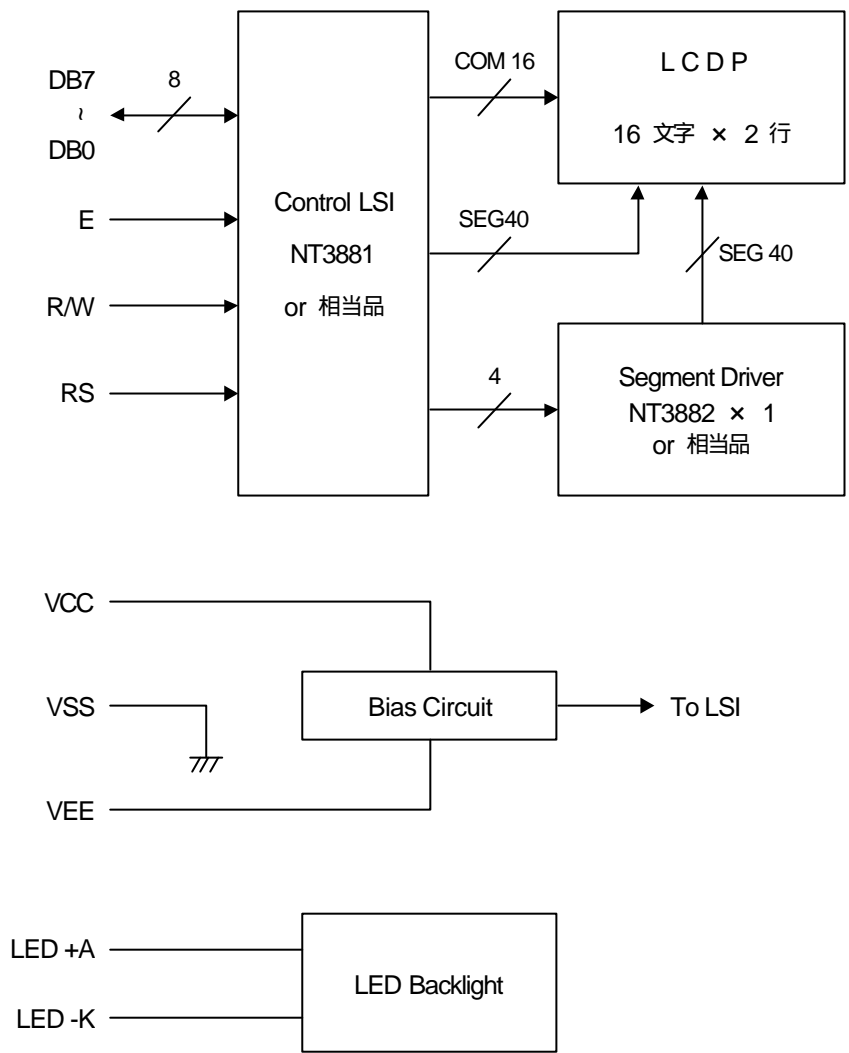 DB7
~
DB0
8
E
R/W
RS
Control LSI
NT3881
or 相当品
COM 16
SEG40
4
L C D P
16 文字 × 2 行
SEG 40
Segment Driver
NT3882 × 1
or 相当品
VCC
VSS
VEE
Bias Circuit
To LSI
LED +A
LED -K
LED Backlight